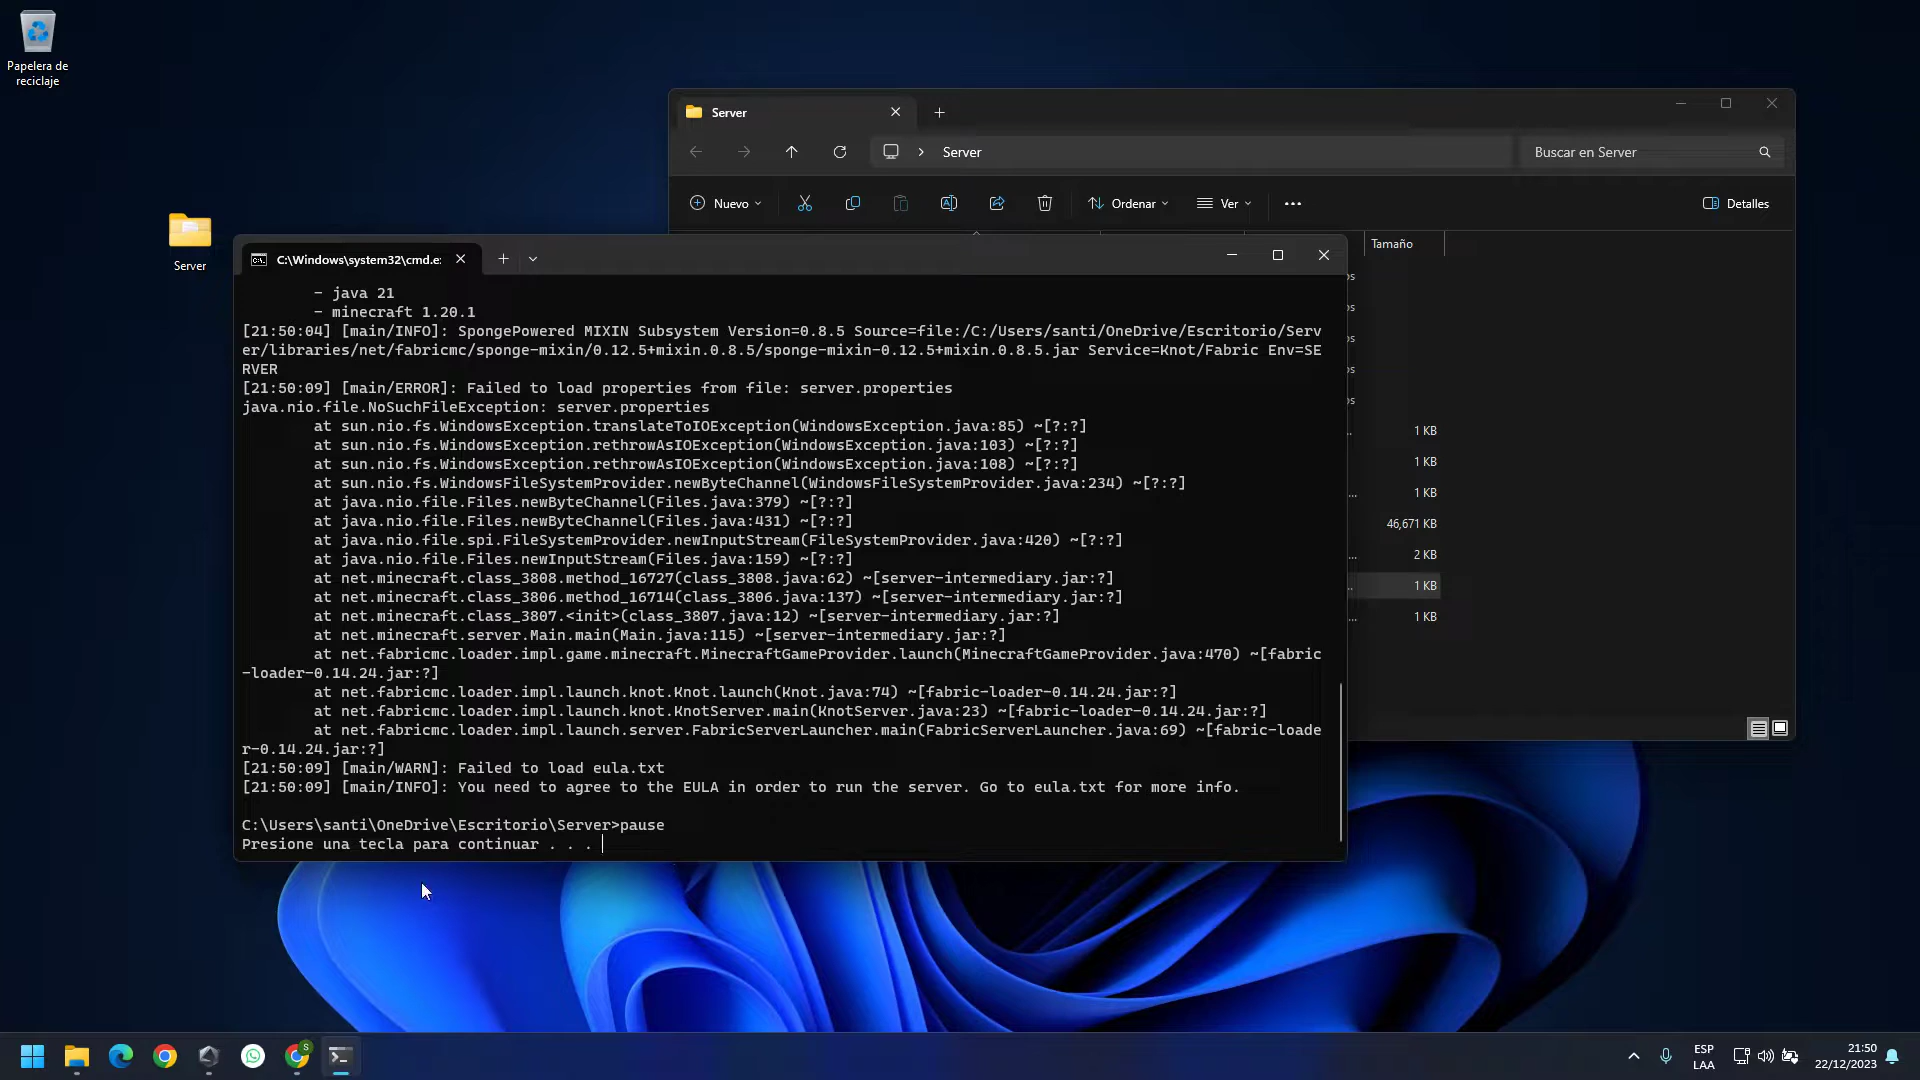 Papelera de
reciclaje
Server
Server
Server
Buscar en Server
Nuevo
Ordenar
Ver
Detalles
Tamaño
C:\Windows\system32\cmd.e:
- java 21
- minecraft 1.20.1
[21:50:04] [main/INFO]: SpongePowered MIXIN Subsystem Version=0.8.5 Source=file:/C:/Users/santi/OneDrive/Escritorio/Serv
er/libraries/net/fabricmc/sponge-mixin/0.12.5+mixin.0.8.5/sponge-mixin-0.12.5+mixin.0.8.5.jar Service=Knot/Fabric Env=SE
RVER
[21:50:09] [main/ERROR]: Failed to load properties from file: server.properties
java.nio.file.NoSuchFileException: server.properties
at sun.nio.fs.WindowsException.translateToIOException(WindowsException.java:85) ~[?:?]
at sun.nio.fs.WindowsException.rethrowAsIOException(WindowsException.java:103) ~[?:?]
at sun.nio.fs.WindowsException.rethrowAsIOException(WindowsException.java:108) ~[?:?]
at sun.nio.fs.WindowsFileSystemProvider.newByteChannel(WindowsFileSystemProvider.java:234) ~[?:?]
at java.nio.file.Files.newByteChannel(Files.java:379) ~[?:?]
at java.nio.file.Files.newByteChannel(Files.java:431) ~[?:?]
at java.nio.file.spi.FileSystemProvider.newInputStream(FileSystemProvider.java:420) ~[?:?]
at java.nio.file.Files.newInputStream(Files.java:159) ~[?:?]
at net.minecraft.class_3808.method_16727(class_3808.java:62) ~[server-intermediary.jar:?]
at net.minecraft.class_3806.method_16714(class_3806.java:137) ~[server-intermediary.jar:?]
at net.minecraft.class_3807.<init>(class_3807.java:12) ~[server-intermediary.jar:?]
at net.minecraft.server.Main.main(Main.java:115) ~[server-intermediary.jar:?]
at net.fabricmc.loader.impl.game.minecraft.MinecraftGameProvider.launch(MinecraftGameProvider.java:470) ~[fabric
-loader-0.14.24.jar:?]
at net.fabricmc.loader.impl.launch.knot.Knot.launch(Knot.java:74) ~[fabric-loader-0.14.24.jar:?]
at net.fabricmc.loader.impl.launch.knot.KnotServer.main(KnotServer.java:23) ~[fabric-loader-0.14.24.jar:?]
at net.fabricmc.loader.impl.launch.server.FabricServerLauncher.main(FabricServerLauncher.java:69) ~[fabric-loade
r-0.14.24.jar:?]
[21:50:09] [main/WARN]: Failed to load eula.txt
[21:50:09] [main/INFO]: You need to agree to the EULA in order to run the server. Go to eula.txt for more info.
C:\Users\santi\OneDrive\Escritorio\Server>pause
Presione una tecla para continuar . . .
os
os
os
os
os
... 1 KB
1 KB
... 1 KB
46,671 KB
... 2 KB
... 1 KB
... 1 KB
S
ESP
LAA
21:50
22/12/2023